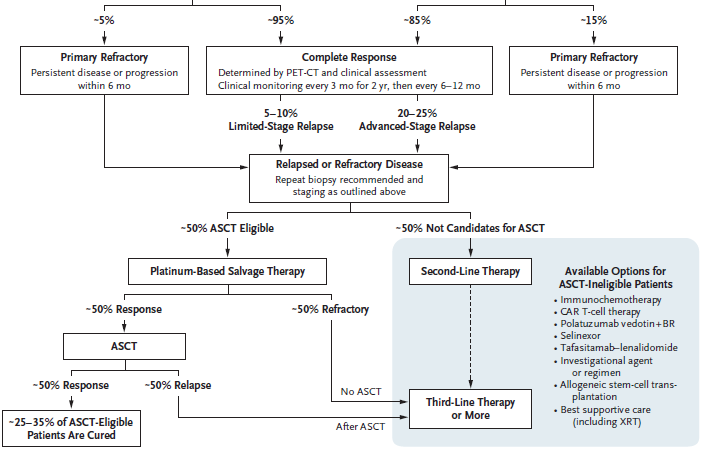 ~5%
~95%
~85%
~15%
Primary Refractory
Persistent disease or progression
within 6 mo
Complete Response
Determined by PET-CT and clinical assessment
Clinical monitoring every 3 mo for 2 yr, then every 6–12 mo
Primary Refractory
Persistent disease or progression
within 6 mo
5–10%
Limited-Stage Relapse
20–25%
Advanced-Stage Relapse
Relapsed or Refractory Disease
Repeat biopsy recommended and
staging as outlined above
~50% ASCT Eligible
~50% Not Candidates for ASCT
Platinum-Based Salvage Therapy
Second-Line Therapy
Available Options for
ASCT-Ineligible Patients
• Immunochemotherapy
• CAR T-cell therapy
• Polatuzumab vedotin+BR
• Selinexor
• Tafasitamab–lenalidomide
• Investigational agent
or regimen
• Allogeneic stem-cell trans-
plantation
• Best supportive care
(including XRT)
~50% Response
~50% Refractory
ASCT
~50% Response
~50% Relapse
No ASCT
After ASCT
Third-Line Therapy
or More
~25–35% of ASCT-Eligible
Patients Are Cured